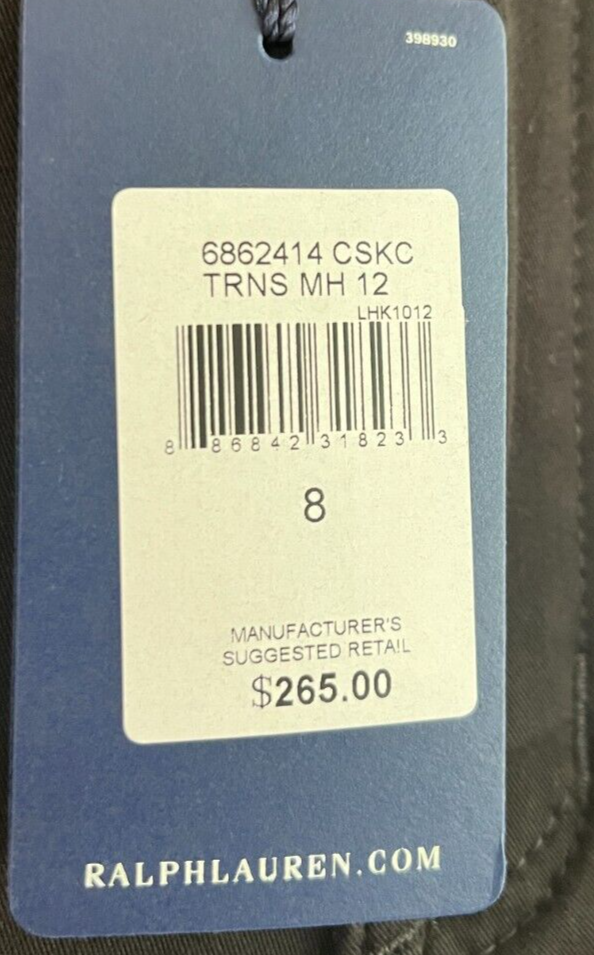 398930
6862414 CSKC
TRNS MH 12
LHK1012
8 86842 31823 3
8
MANUFACTURER'S
SUGGESTED RETAIL
$265.00
RALPHLAUREN.COM